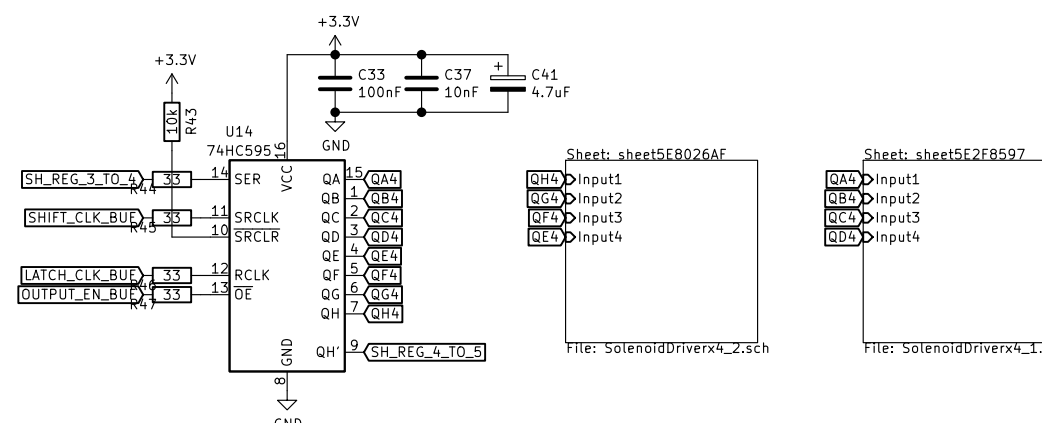 +3.3V
+3.3V
C33
100nF
C37
10nF
+
C41
4.7uF
10k
R43
GND
U14
74HC595
16
VCC
SH_REG_3_TO_4
R44
33
14
SER
SHIFT_CLK_BUF
R45
33
11
SRCLK
10
SRCLR
LATCH_CLK_BUF
R46
33
12
RCLK
OUTPUT_EN_BUF
R47
33
13
OE
QA
15
QA4
QB
1
QB4
QC
2
QC4
QD
3
QD4
QE
4
QE4
QF
5
QF4
QG
6
QG4
QH
7
QH4
QH'
9
SH_REG_4_TO_5
GND
8
GND
Sheet: sheet5E8026AF
QH4
Input1
QG4
Input2
QF4
Input3
QE4
Input4
File: SolenoidDriverx4_2.sch
Sheet: sheet5E2F8597
QA4
Input1
QB4
Input2
QC4
Input3
QD4
Input4
File: SolenoidDriverx4_1.